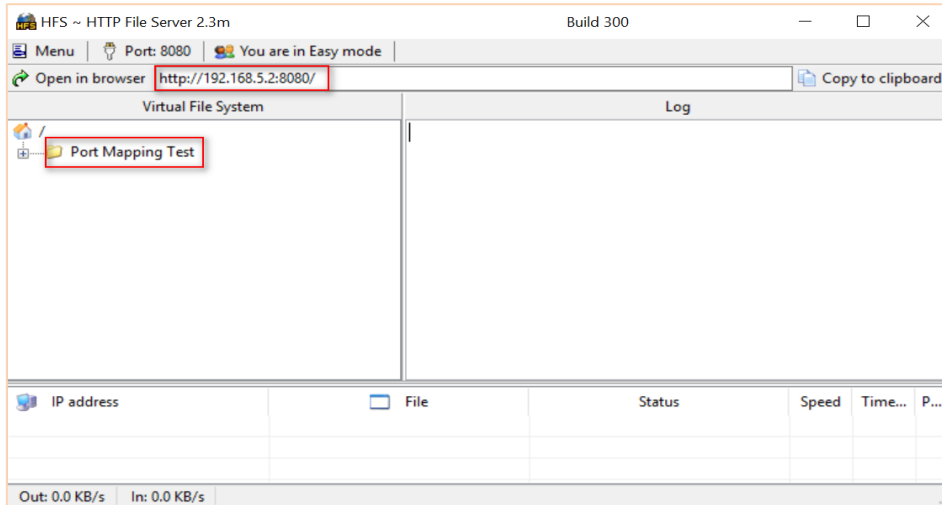 HFS ~ HTTP File Server 2.3m Build 300
Menu Port: 8080 You are in Easy mode
Open in browser http://192.168.5.2:8080/ Copy to clipboard
Virtual File System Log
/
Port Mapping Test
IP address File Status Speed Time... P...
Out: 0.0 KB/s In: 0.0 KB/s